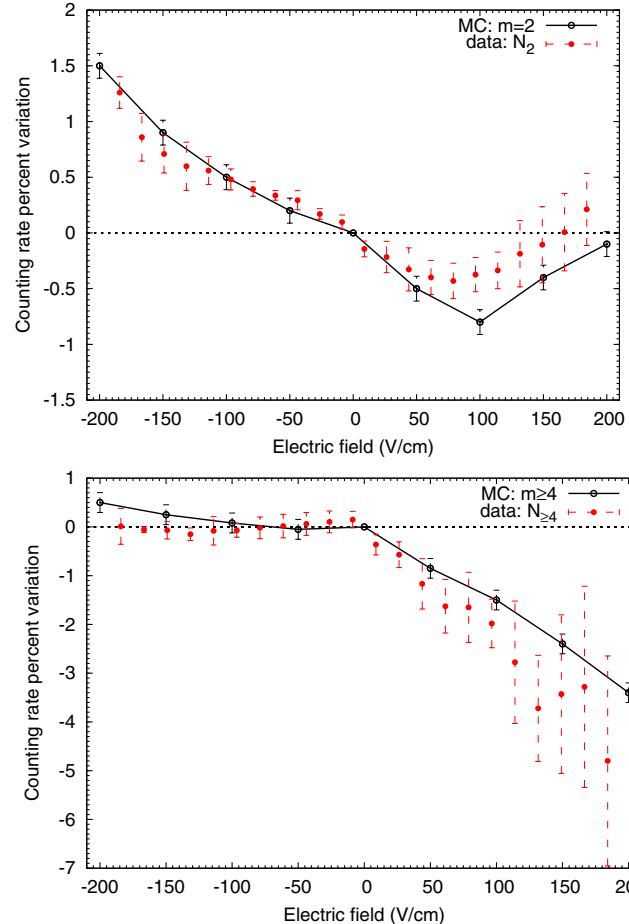 MC: m=2
data: N2
1.5
1
0.5
0
-0.5
-1
-1.5
Counting rate percent variation
-200 -150 -100 -50 0 50 100 150 200
Electric field (V/cm)
MC: m≥4
data: N≥4
1
0
-1
-2
-3
-4
-5
-6
-7
Counting rate percent variation
-200 -150 -100 -50 0 50 100 150 20
Electric field (V/cm)